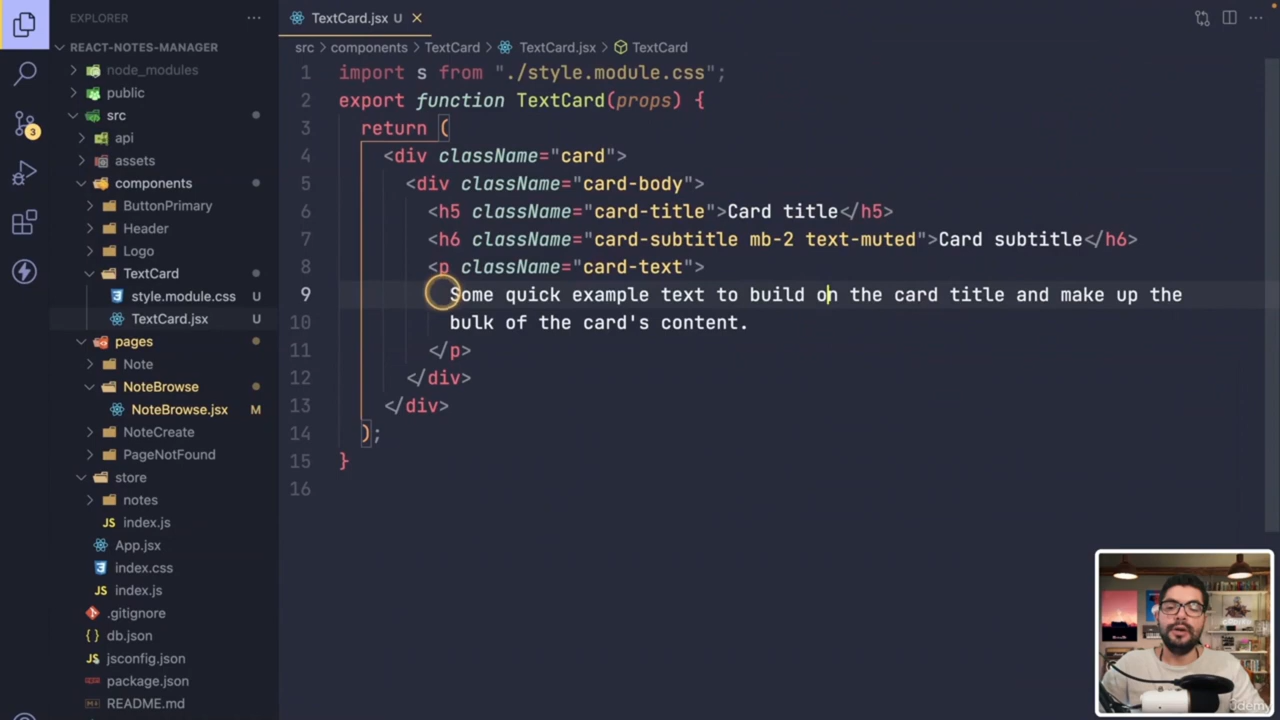 EXPLORER
REACT-NOTES-MANAGER
node_modules
public
src
api
assets
components
ButtonPrimary
Header
Logo
TextCard
style.module.css U
TextCard.jsx U
pages
Note
NoteBrowse
NoteBrowse.jsx M
NoteCreate
PageNotFound
store
notes
JS index.js
App.jsx
index.css
JS index.js
.gitignore
{ } db.json
JS jsconfig.json
package.json
README.md
3
TextCard.jsx U
src > components > TextCard > TextCard.jsx > TextCard
1 import s from "./style.module.css";
2 export function TextCard(props) {
3 return (
4 <div className="card">
5 <div className="card-body">
6 <h5 className="card-title">Card title</h5>
7 <h6 className="card-subtitle mb-2 text-muted">Card subtitle</h6>
8 <p className="card-text">
9 Some quick example text to build on the card title and make up the
10 bulk of the card's content.
11 </p>
12 </div>
13 </div>
14 );
15 }
16
Udemy